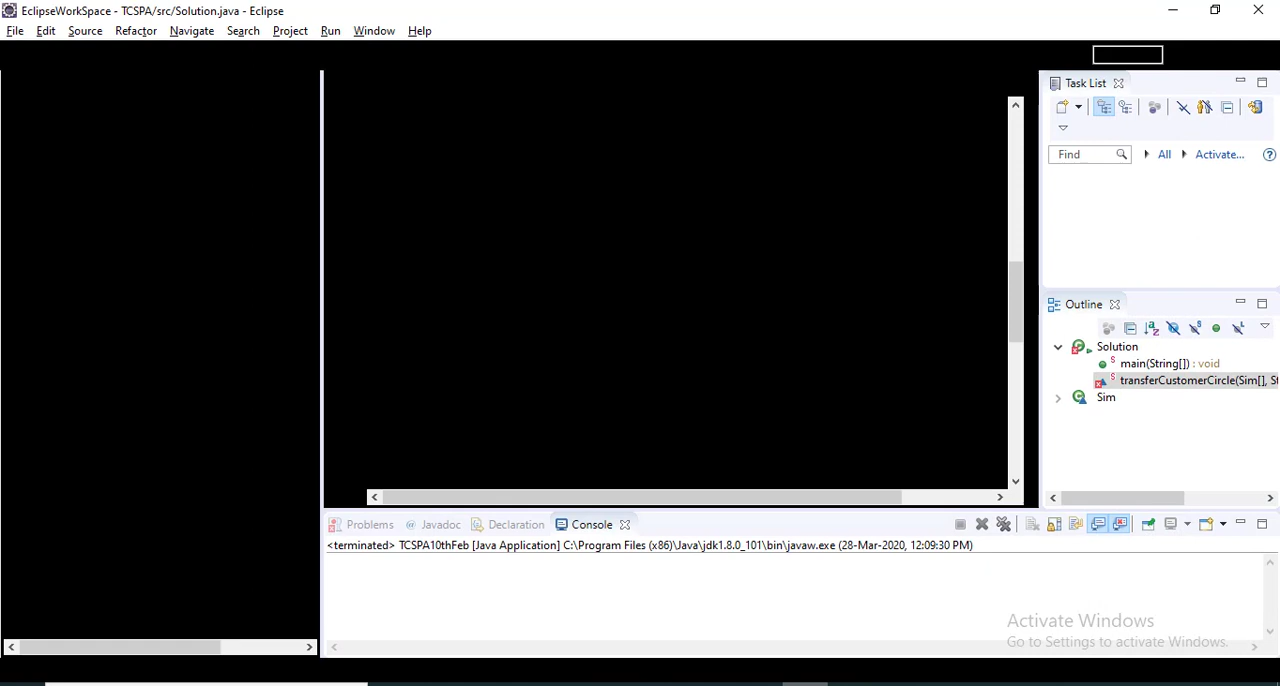 EclipseWorkSpace - TCSPA/src/Solution.java - Eclipse
File Edit Source Refactor Navigate Search Project Run Window Help
Task List
Find All Activate...
Outline
Solution
main(String[]) : void
transferCustomerCircle(Sim[], St
Sim
Problems @ Javadoc Declaration Console
<terminated> TCSPA10thFeb [Java Application] C:\Program Files (x86)\Java\jdk1.8.0_101\bin\javaw.exe (28-Mar-2020, 12:09:30 PM)
Activate Windows
Go to Settings to activate Windows.